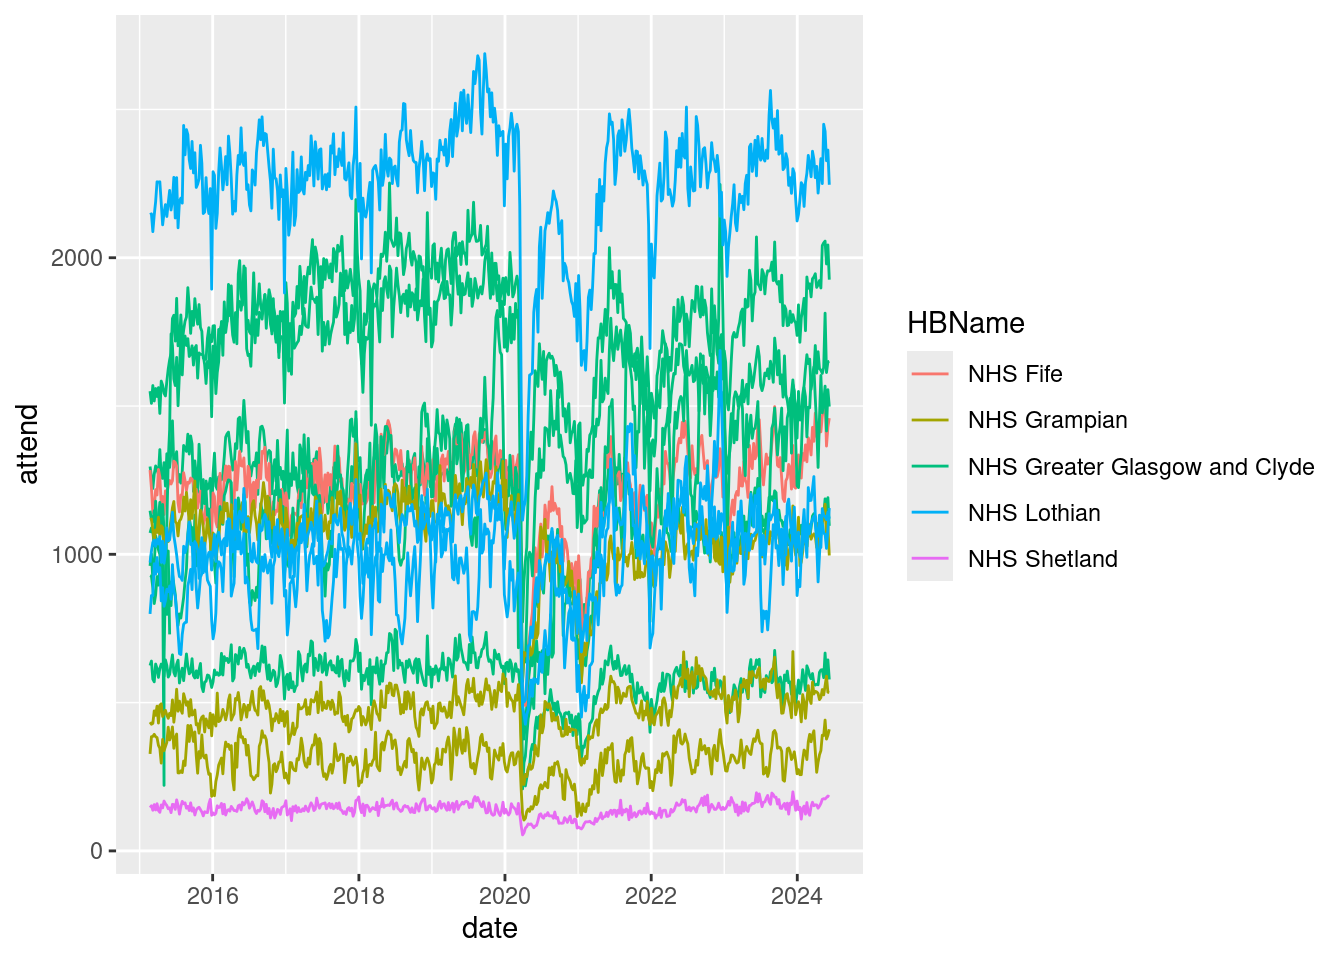 2000
1000
0
attend
2016
2018
2020
2022
2024
date
HBName
NHS Fife
NHS Grampian
NHS Greater Glasgow and Clyde
NHS Lothian
NHS Shetland